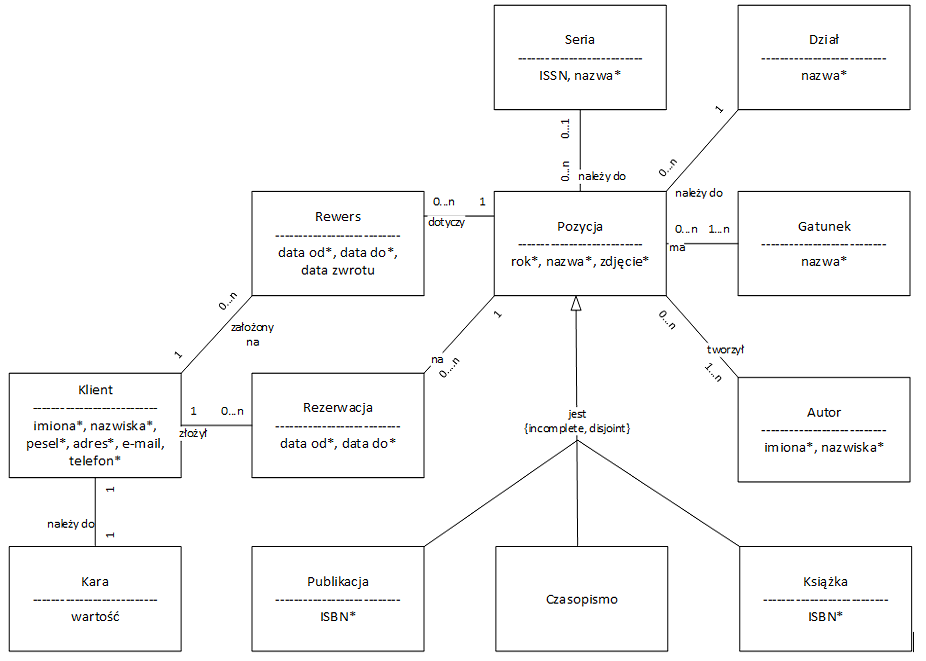 Seria
---------------------------
ISSN, nazwa*
Dział
---------------------------
nazwa*
0...1
0...n
należy do
1
0...n
należy do
Rewers
---------------------------
data od*, data do*,
data zwrotu
0...n
1
dotyczy
Pozycja
---------------------------
rok*, nazwa*, zdjęcie*
0...n
1...n
ma
Gatunek
---------------------------
nazwa*
0...n
założony
na
1
1
na
0...n
0...n
tworzył
1...n
Klient
---------------------------
imiona*, nazwiska*,
pesel*, adres*, e-mail,
telefon*
1
0...n
złożył
Rezerwacja
---------------------------
data od*, data do*
jest
{incomplete, disjoint}
Autor
---------------------------
imiona*, nazwiska*
1
należy do
1
Kara
---------------------------
wartość
Publikacja
---------------------------
ISBN*
Czasopismo
Książka
---------------------------
ISBN*